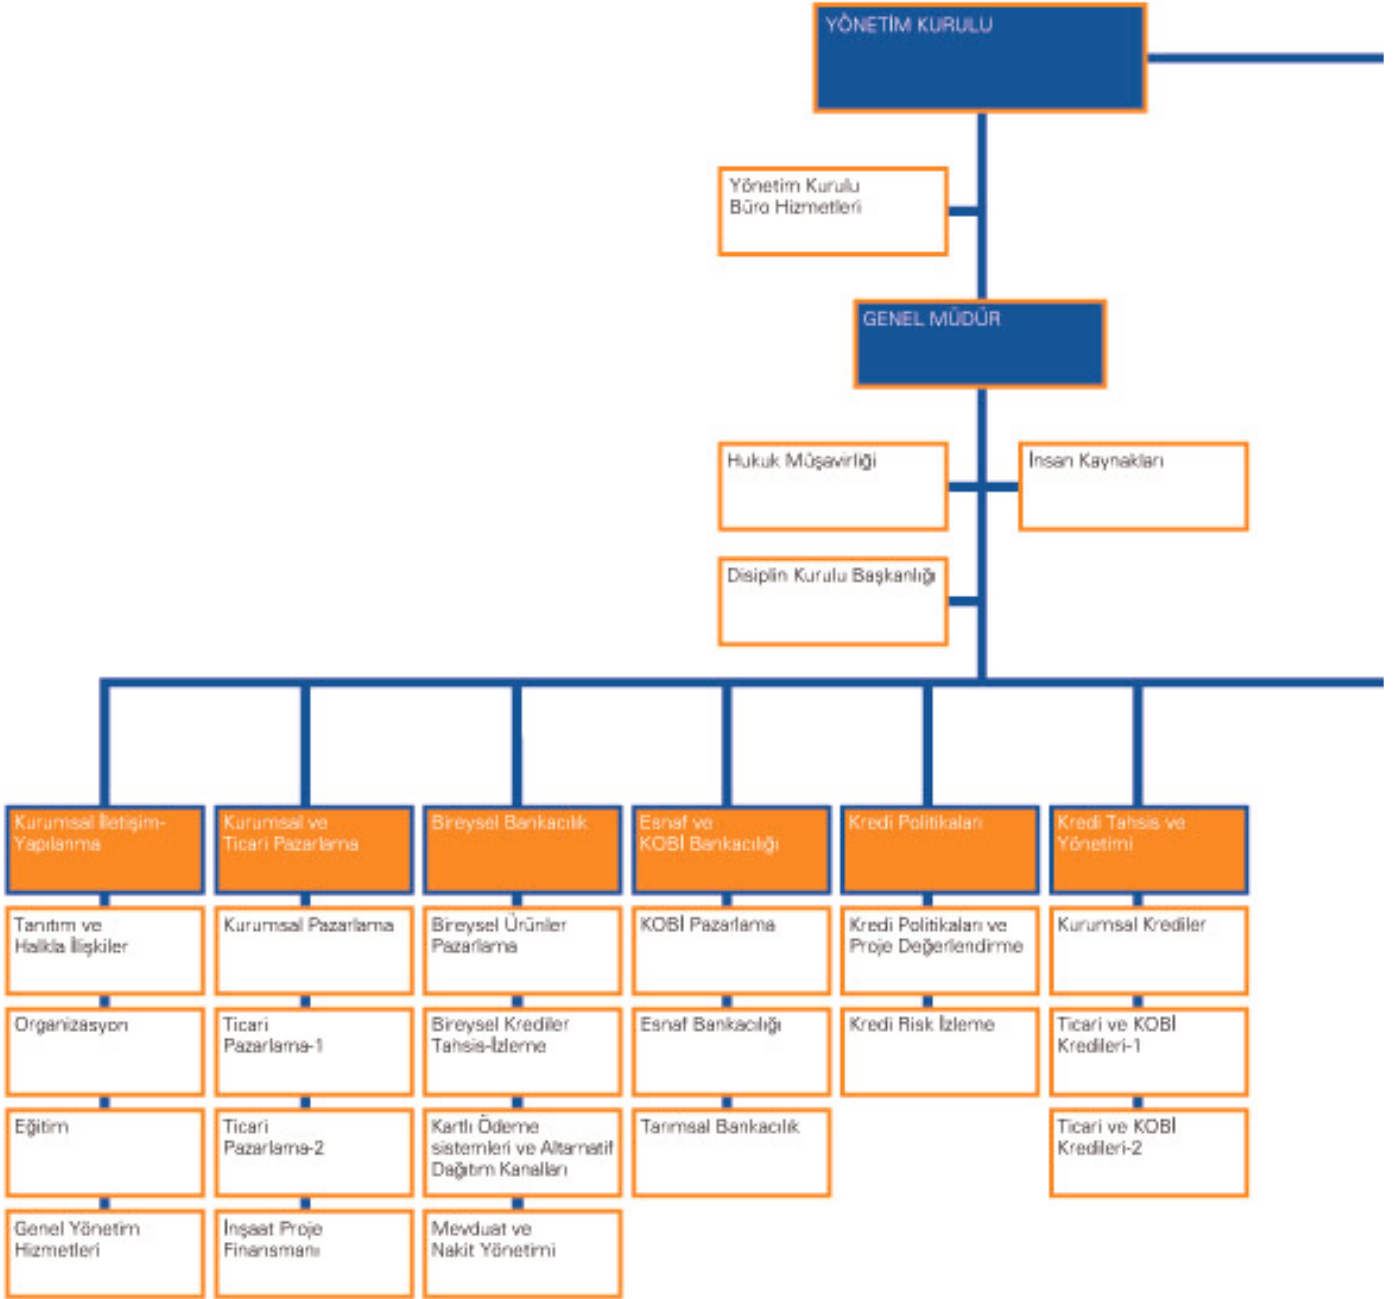 YÖNETİM KURULU
Yönetim Kurulu
Büro Hizmetleri
GENEL MÜDÜR
Hukuk Müşavirliği
İnsan Kaynakları
Disiplin Kurulu Başkanlığı
Kurumsal İletişim-
Yapılanma
Tanıtım ve
Halkla İlişkiler
Organizasyon
Eğitim
Genel Yönetim
Hizmetleri
Kurumsal ve
Ticari Pazarlama
Kurumsal Pazarlama
Ticari
Pazarlama-1
Ticari
Pazarlama-2
İnşaat Proje
Finansmanı
Bireysel Bankacılık
Bireysel Ürünler
Pazarlama
Bireysel Krediler
Tahsis-İzleme
Kartlı Ödeme
sistemleri ve Altarnatif
Dağıtım Kanalları
Mevduat ve
Nakit Yönetimi
Esnaf ve
KOBİ Bankacılığı
KOBİ Pazarlama
Esnaf Bankacılığı
Tarımsal Bankacılık
Kredi Politikaları
Kredi Politikaları ve
Proje Değerlendirme
Kredi Risk İzleme
Kredi Tahsis ve
Yönetimi
Kurumsal Krediler
Ticari ve KOBİ
Kredileri-1
Ticari ve KOBİ
Kredileri-2